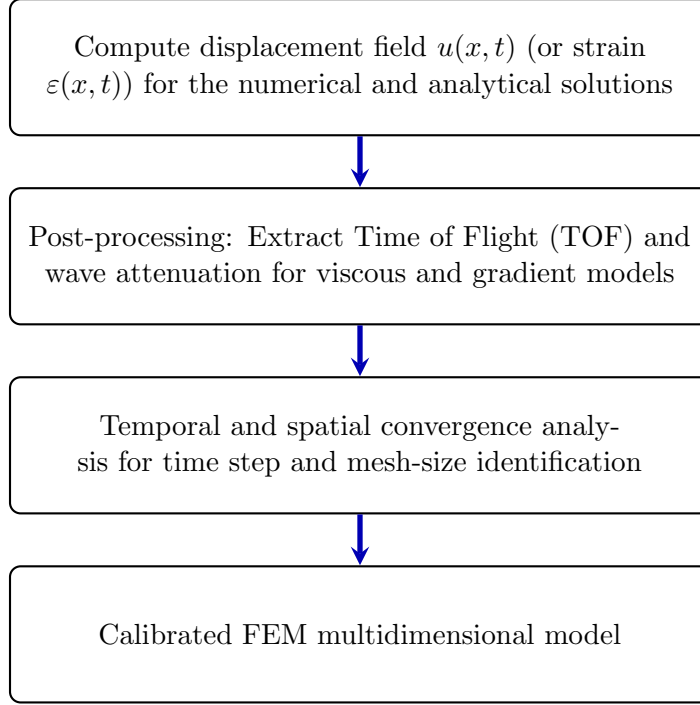 Compute displacement field u(x, t) (or strain
ε(x, t)) for the numerical and analytical solutions
Post-processing: Extract Time of Flight (TOF) and
wave attenuation for viscous and gradient models
Temporal and spatial convergence analy-
sis for time step and mesh-size identification
Calibrated FEM multidimensional model